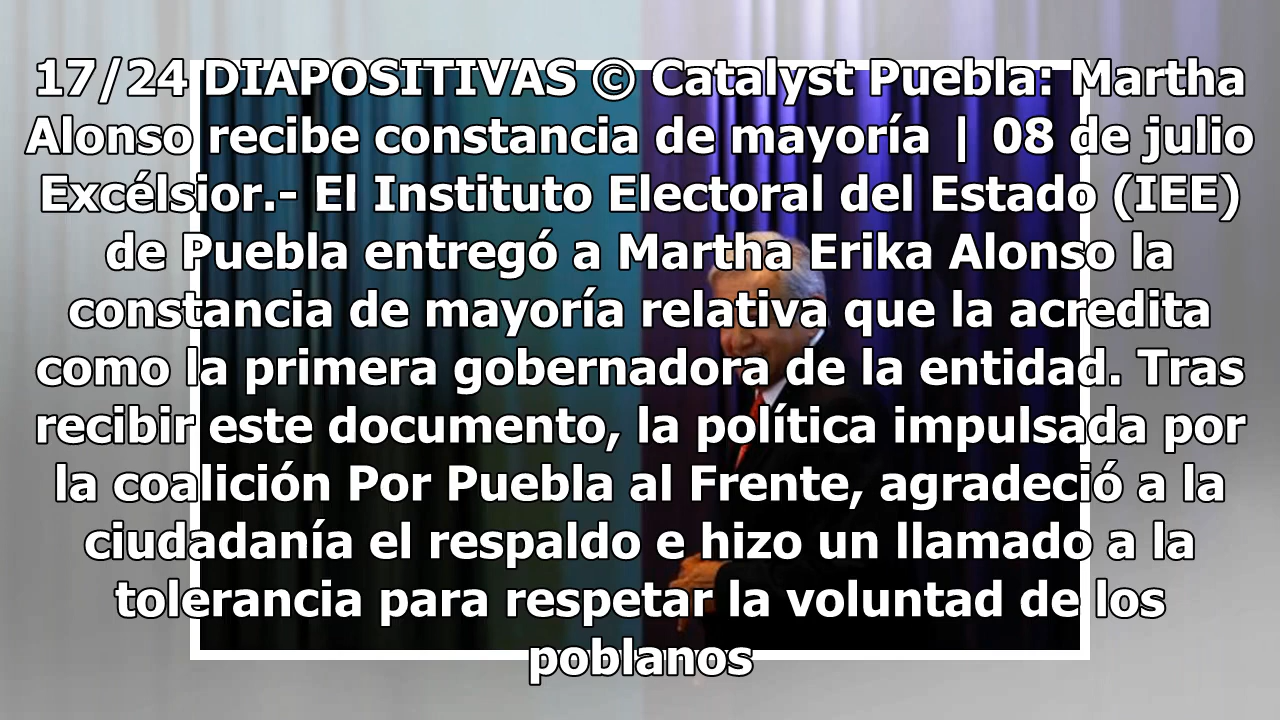 17/24 DIAPOSITIVAS © Catalyst Puebla: Martha
Alonso recibe constancia de mayoría | 08 de julio
Excélsior.- El Instituto Electoral del Estado (IEE)
de Puebla entregó a Martha Erika Alonso la
constancia de mayoría relativa que la acredita
como la primera gobernadora de la entidad. Tras
recibir este documento, la política impulsada por
la coalición Por Puebla al Frente, agradeció a la
ciudadanía el respaldo e hizo un llamado a la
tolerancia para respetar la voluntad de los
poblanos